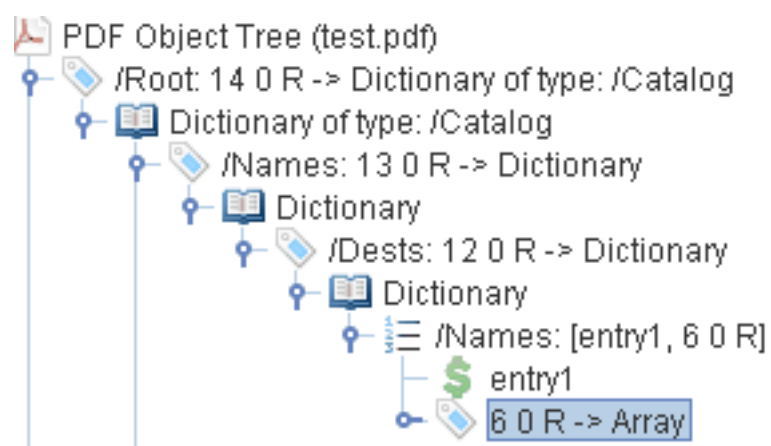 PDF Object Tree (test.pdf)
/Root: 14 0 R -> Dictionary of type: /Catalog
Dictionary of type: /Catalog
/Names: 13 0 R -> Dictionary
Dictionary
/Dests: 12 0 R -> Dictionary
Dictionary
/Names: [entry1, 6 0 R]
entry1
6 0 R -> Array